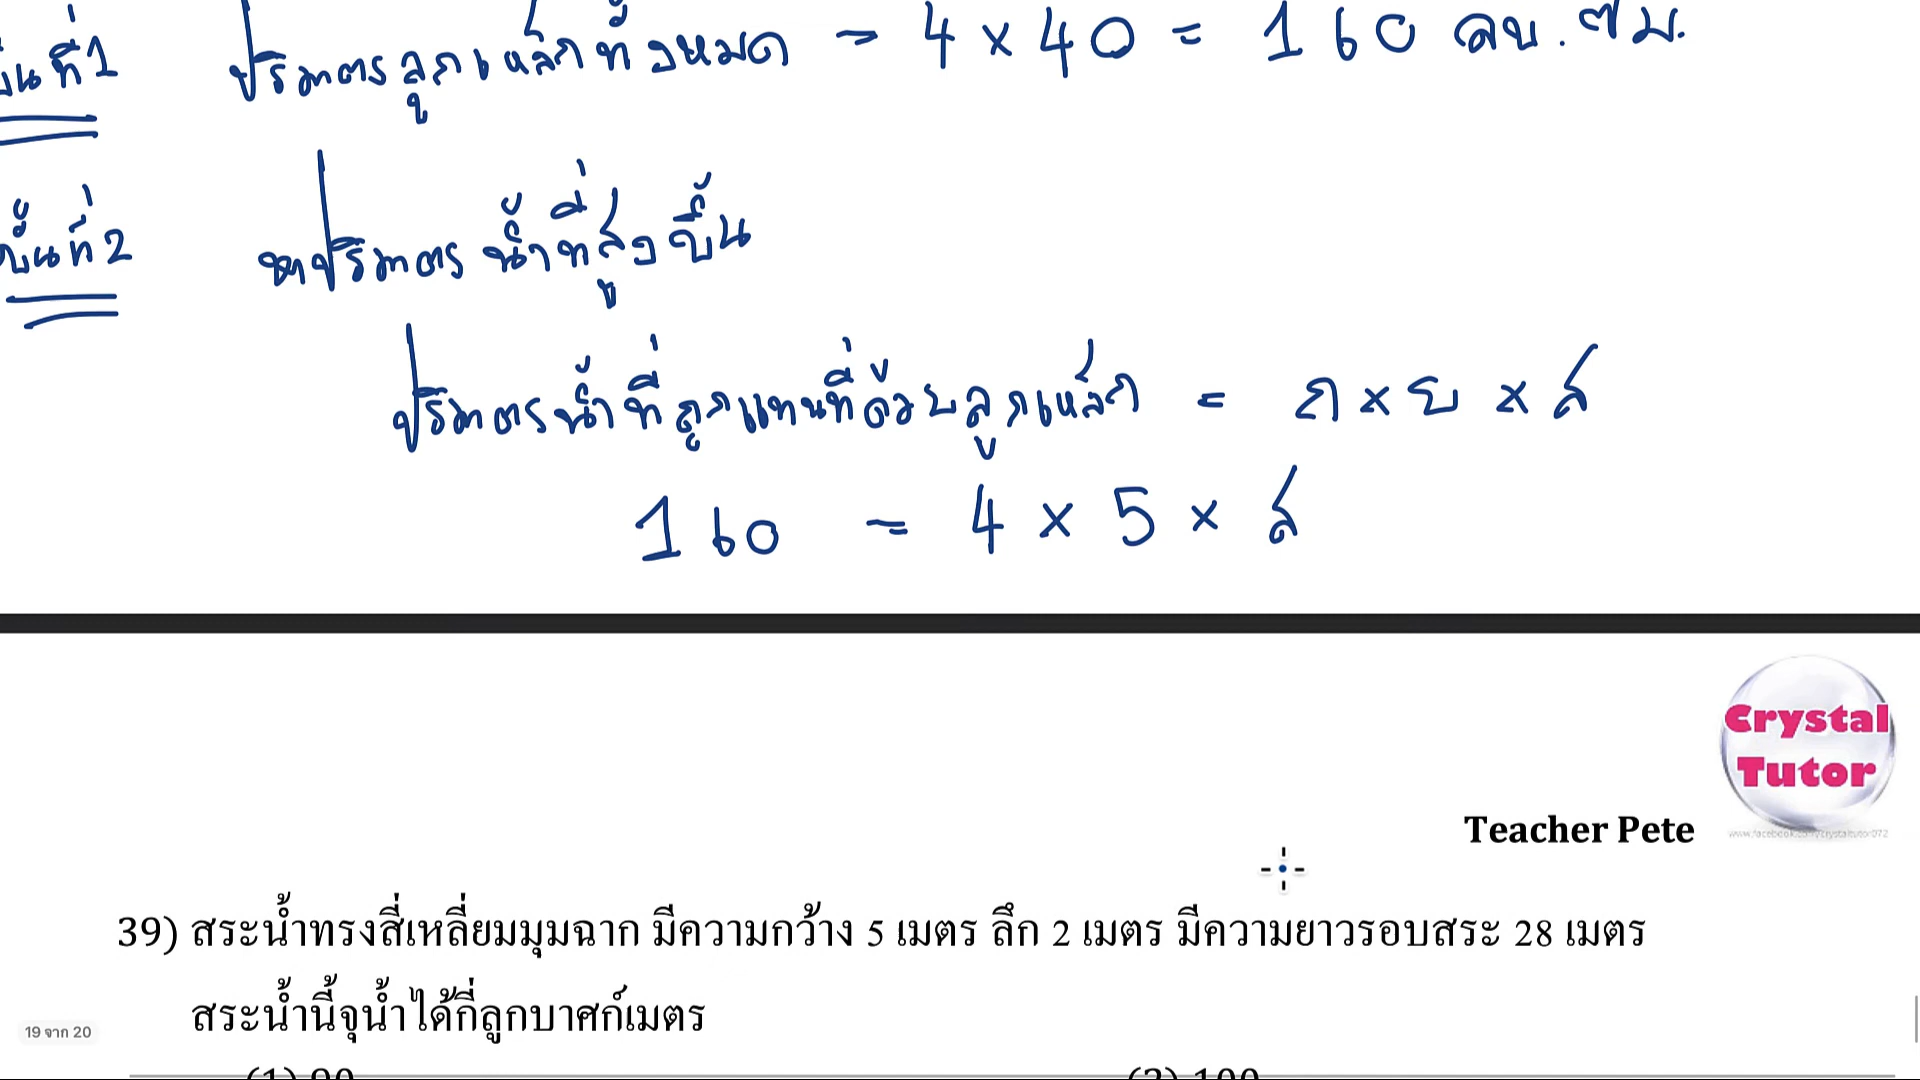 ขั้นที่1 ปริมาตรลูกเหล็กทั้งหมด = 4 × 40 = 160 ลบ.ซม.
ขั้นที่2 หาปริมาตรน้ำที่สูงขึ้น
ปริมาตรน้ำที่ถูกแทนที่ด้วยลูกเหล็ก = ก × ย × ส
160 = 4 × 5 × ส
Crystal
Tutor
Teacher Pete
39) สระน้ำทรงสี่เหลี่ยมมุมฉาก มีความกว้าง 5 เมตร ลึก 2 เมตร มีความยาวรอบสระ 28 เมตร
สระน้ำนี้จุน้ำได้กี่ลูกบาศก์เมตร
19 จาก 20